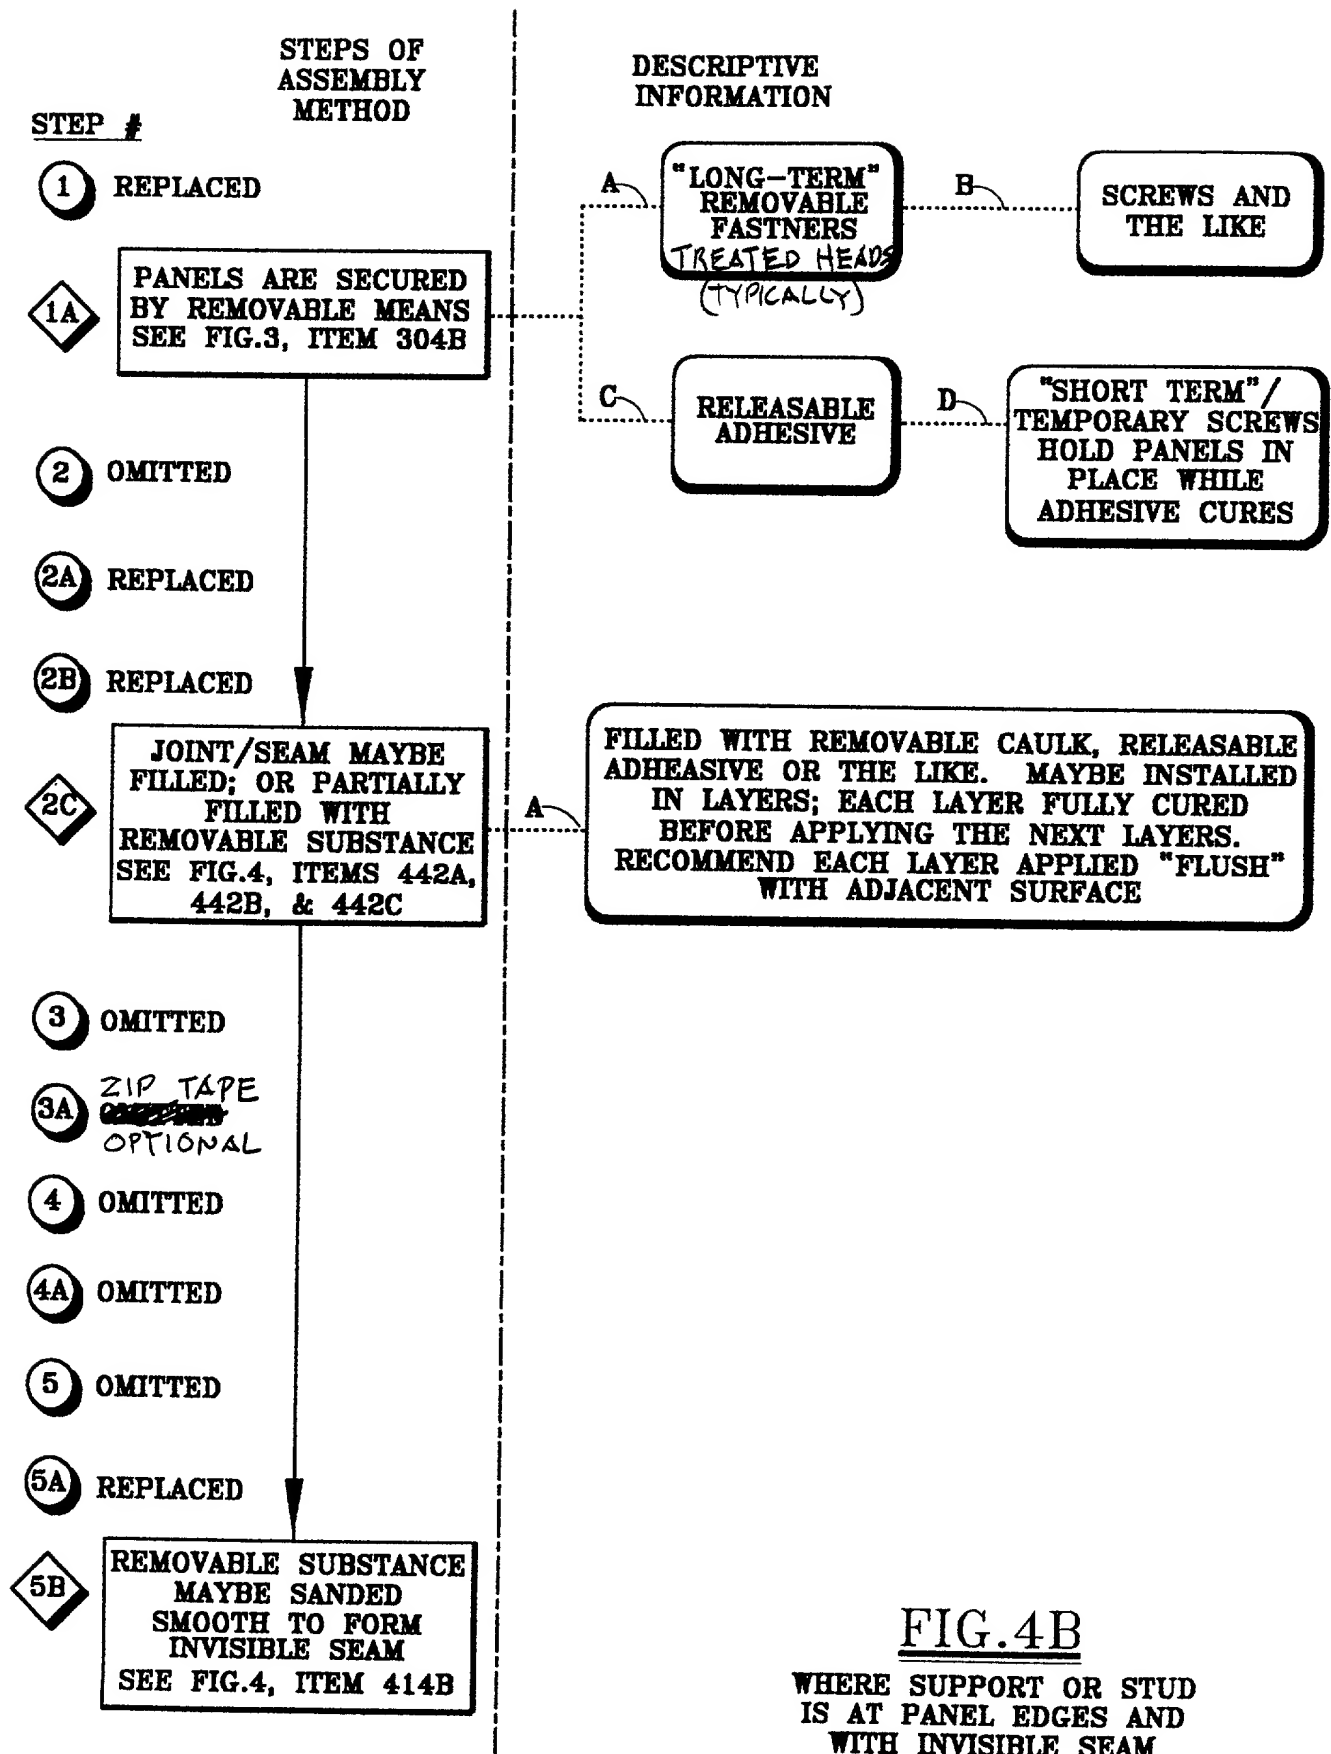 STEPS OF
ASSEMBLY
METHOD
DESCRIPTIVE
INFORMATION
STEP #
1 REPLACED
1A
PANELS ARE SECURED
BY REMOVABLE MEANS
SEE FIG.3, ITEM 304B
A
"LONG-TERM"
REMOVABLE
FASTNERS
TREATED HEADS
(TYPICALLY)
B
SCREWS AND
THE LIKE
C
RELEASABLE
ADHESIVE
D
"SHORT TERM"/
TEMPORARY SCREWS
HOLD PANELS IN
PLACE WHILE
ADHESIVE CURES
2 OMITTED
2A REPLACED
2B REPLACED
2C
JOINT/SEAM MAYBE
FILLED; OR PARTIALLY
FILLED WITH
REMOVABLE SUBSTANCE
SEE FIG.4, ITEMS 442A,
442B, & 442C
A
FILLED WITH REMOVABLE CAULK, RELEASABLE
ADHEASIVE OR THE LIKE. MAYBE INSTALLED
IN LAYERS; EACH LAYER FULLY CURED
BEFORE APPLYING THE NEXT LAYERS.
RECOMMEND EACH LAYER APPLIED "FLUSH"
WITH ADJACENT SURFACE
3 OMITTED
3A ZIP TAPE
OPTIONAL
4 OMITTED
4A OMITTED
5 OMITTED
5A REPLACED
5B
REMOVABLE SUBSTANCE
MAYBE SANDED
SMOOTH TO FORM
INVISIBLE SEAM
SEE FIG.4, ITEM 414B
FIG.4B
WHERE SUPPORT OR STUD
IS AT PANEL EDGES AND
WITH INVISIBLE SEAM